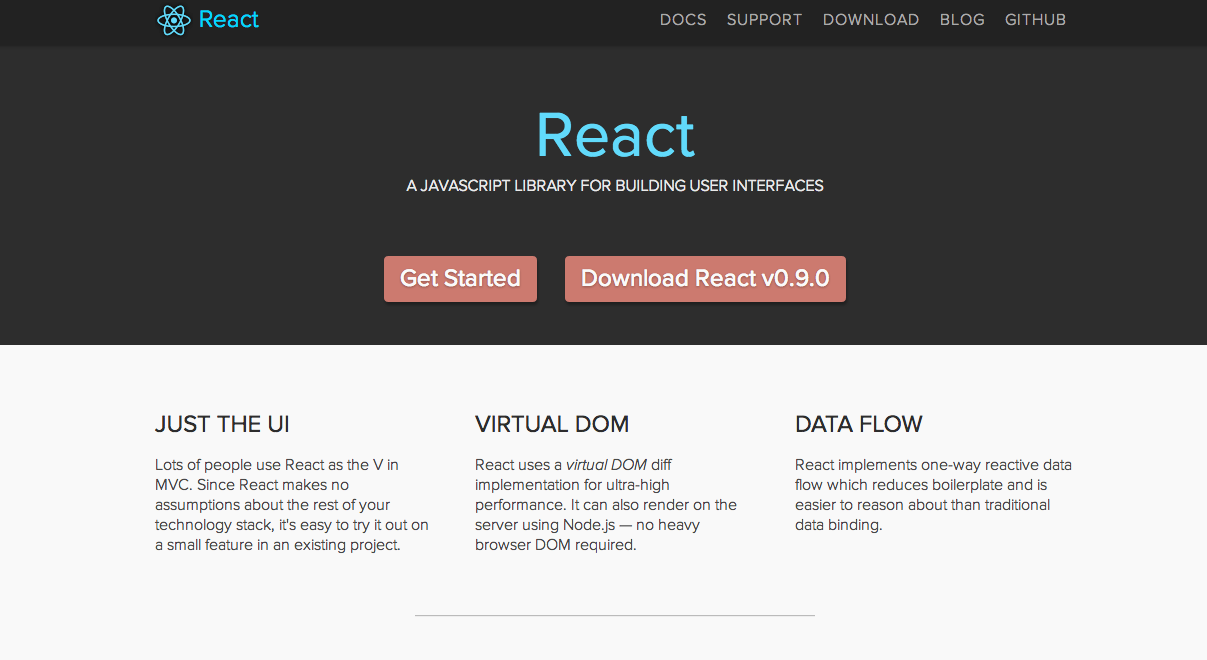 React
DOCS SUPPORT DOWNLOAD BLOG GITHUB
React
A JAVASCRIPT LIBRARY FOR BUILDING USER INTERFACES
Get Started
Download React v0.9.0
JUST THE UI
Lots of people use React as the V in
MVC. Since React makes no
assumptions about the rest of your
technology stack, it's easy to try it out on
a small feature in an existing project.
VIRTUAL DOM
React uses a virtual DOM diff
implementation for ultra-high
performance. It can also render on the
server using Node.js — no heavy
browser DOM required.
DATA FLOW
React implements one-way reactive data
flow which reduces boilerplate and is
easier to reason about than traditional
data binding.